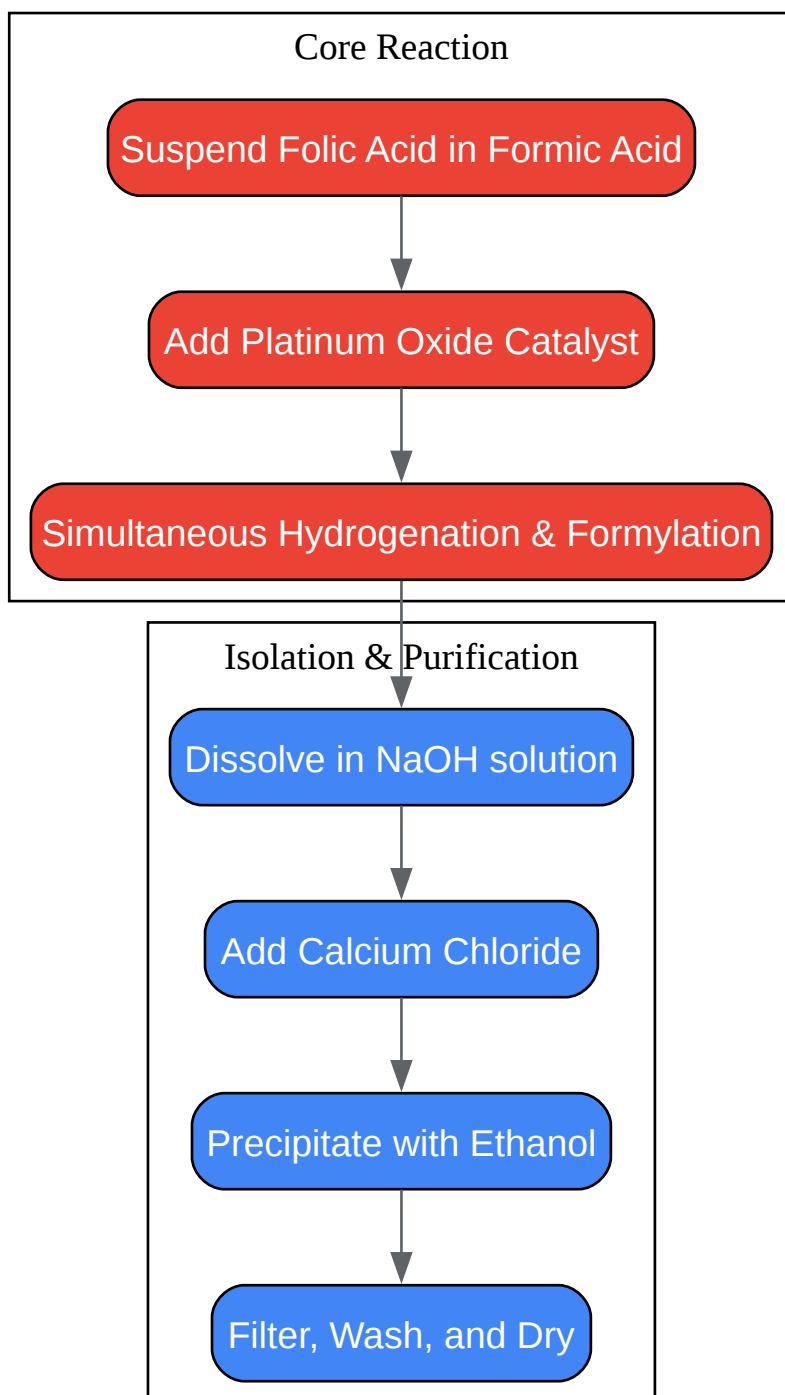 Core Reaction
Suspend Folic Acid in Formic Acid
Add Platinum Oxide Catalyst
Simultaneous Hydrogenation & Formylation
Isolation & Purification
Dissolve in NaOH solution
Add Calcium Chloride
Precipitate with Ethanol
Filter, Wash, and Dry